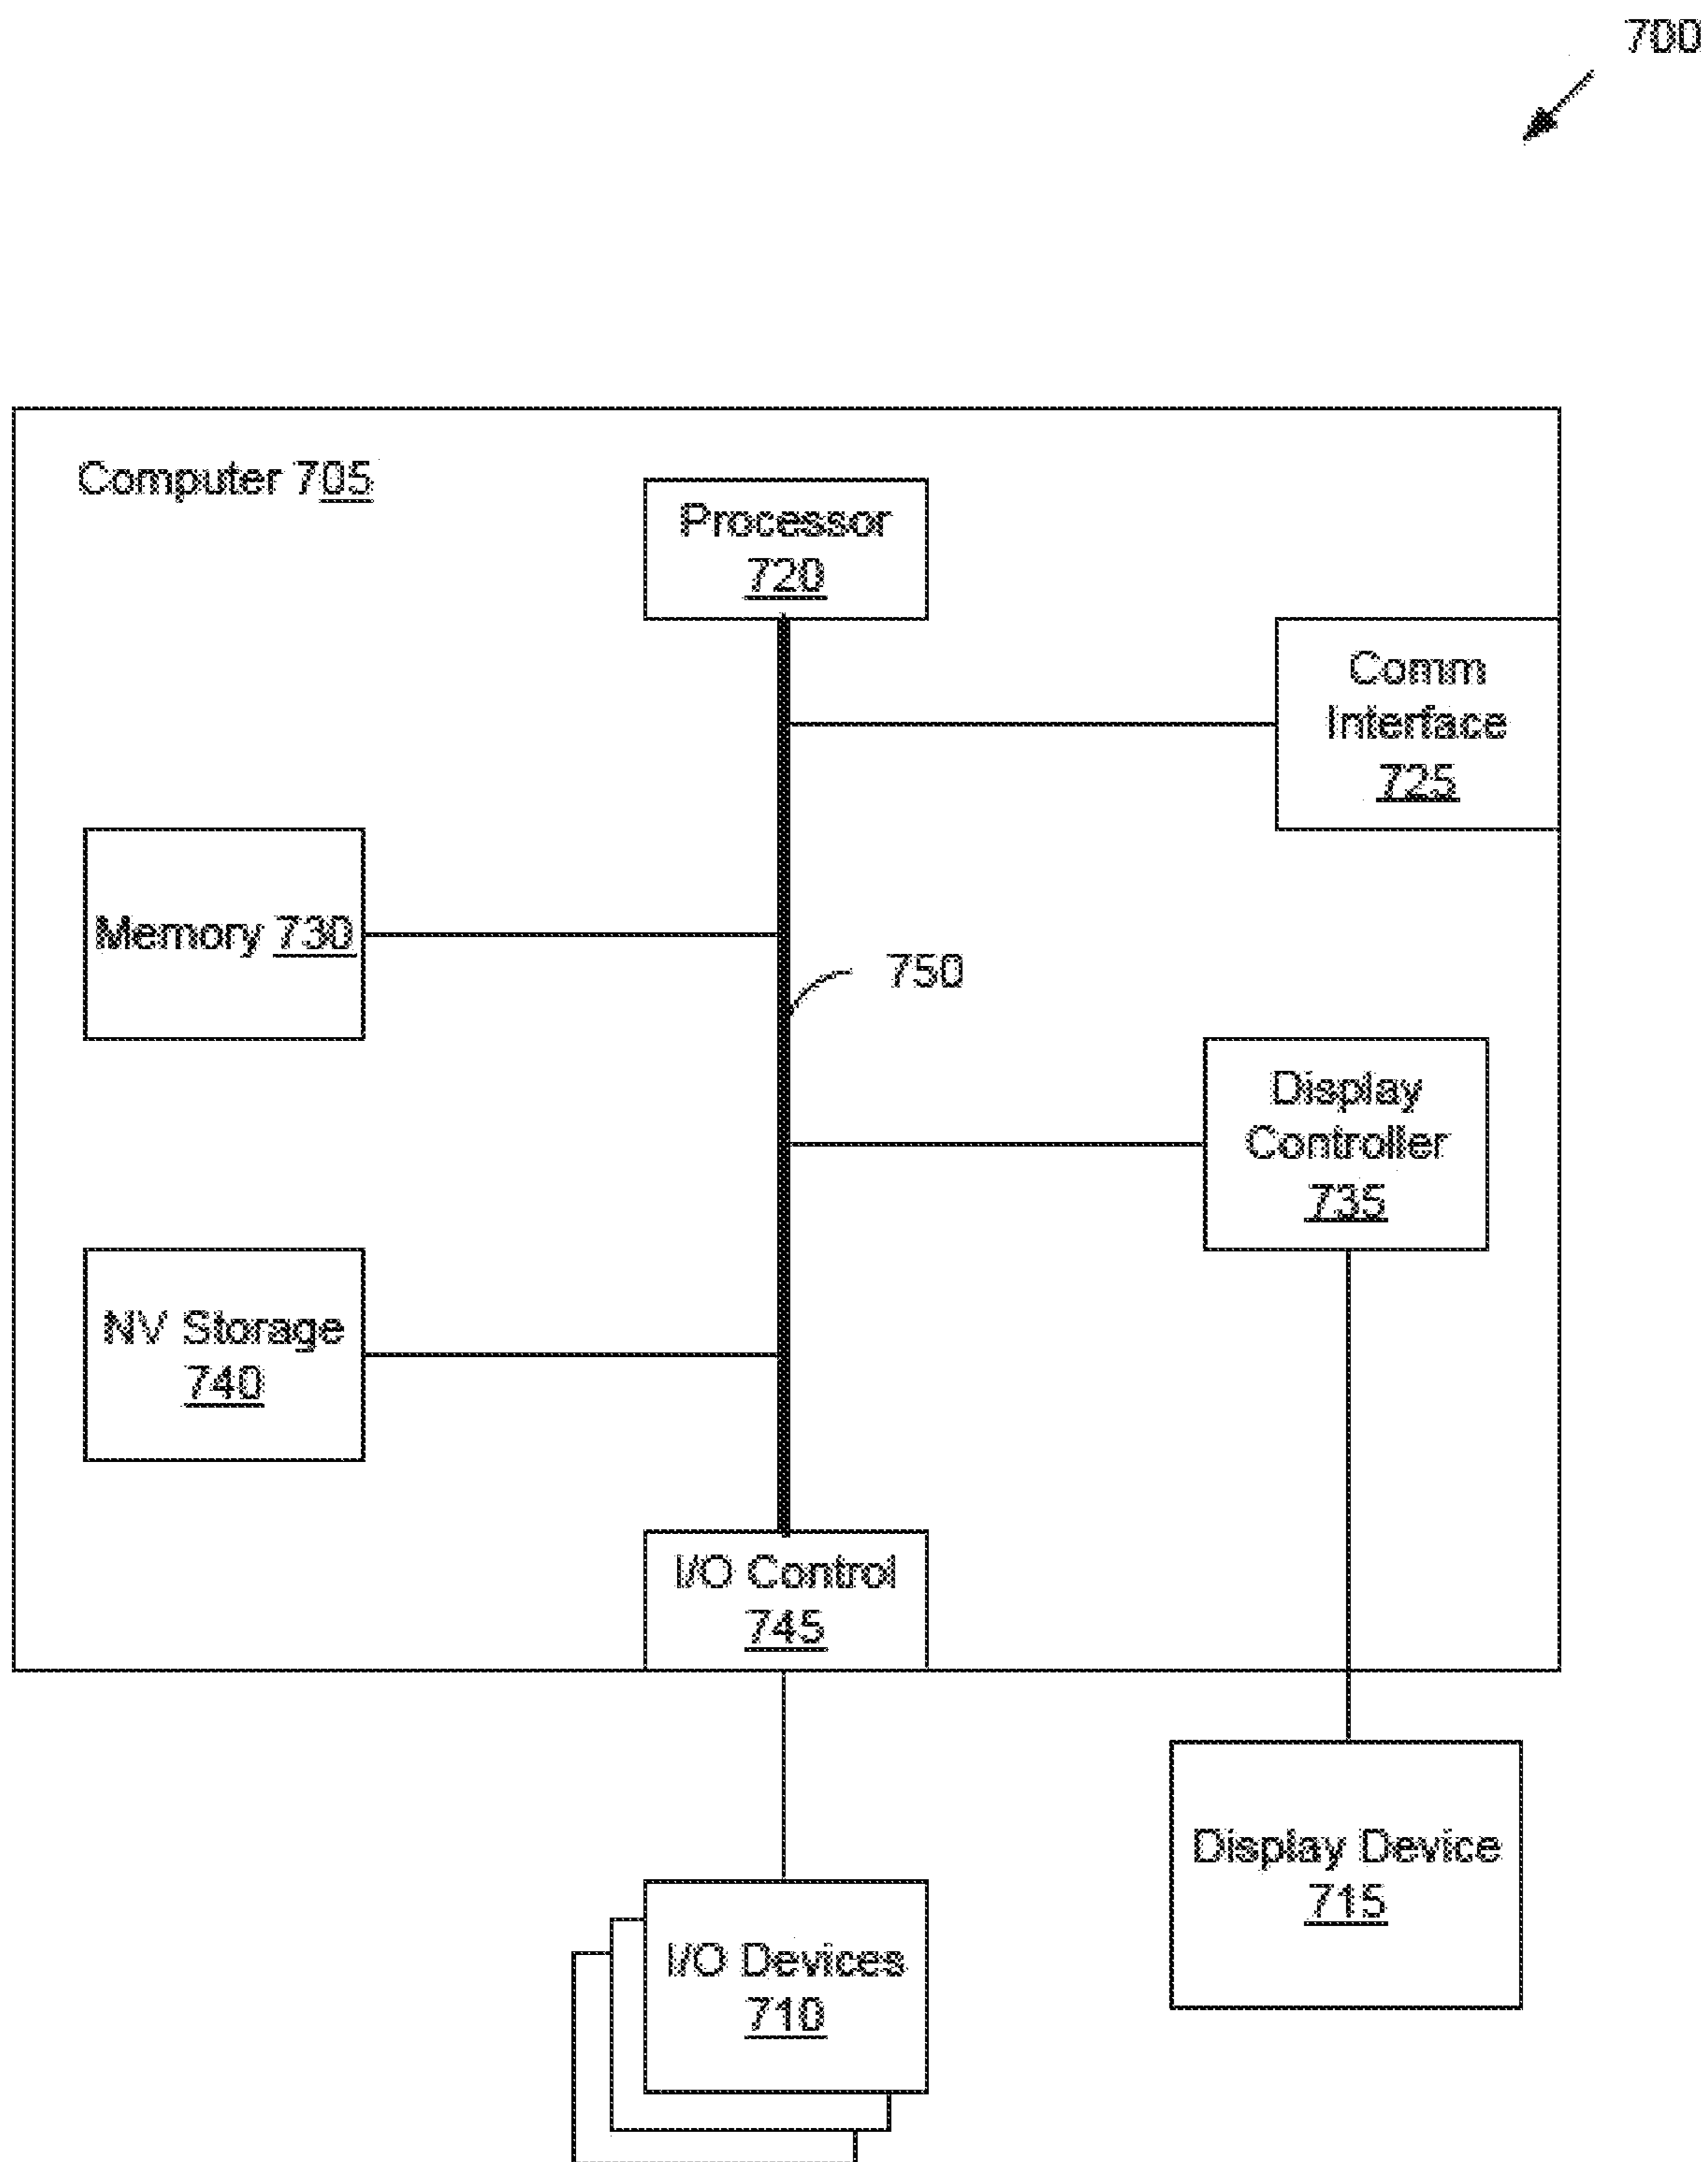 700
Computer 705
Processor
720
Comm
Interface
725
Memory 730
750
Display
Controller
735
NV Storage
740
I/O Control
745
Display Device
715
I/O Devices
710